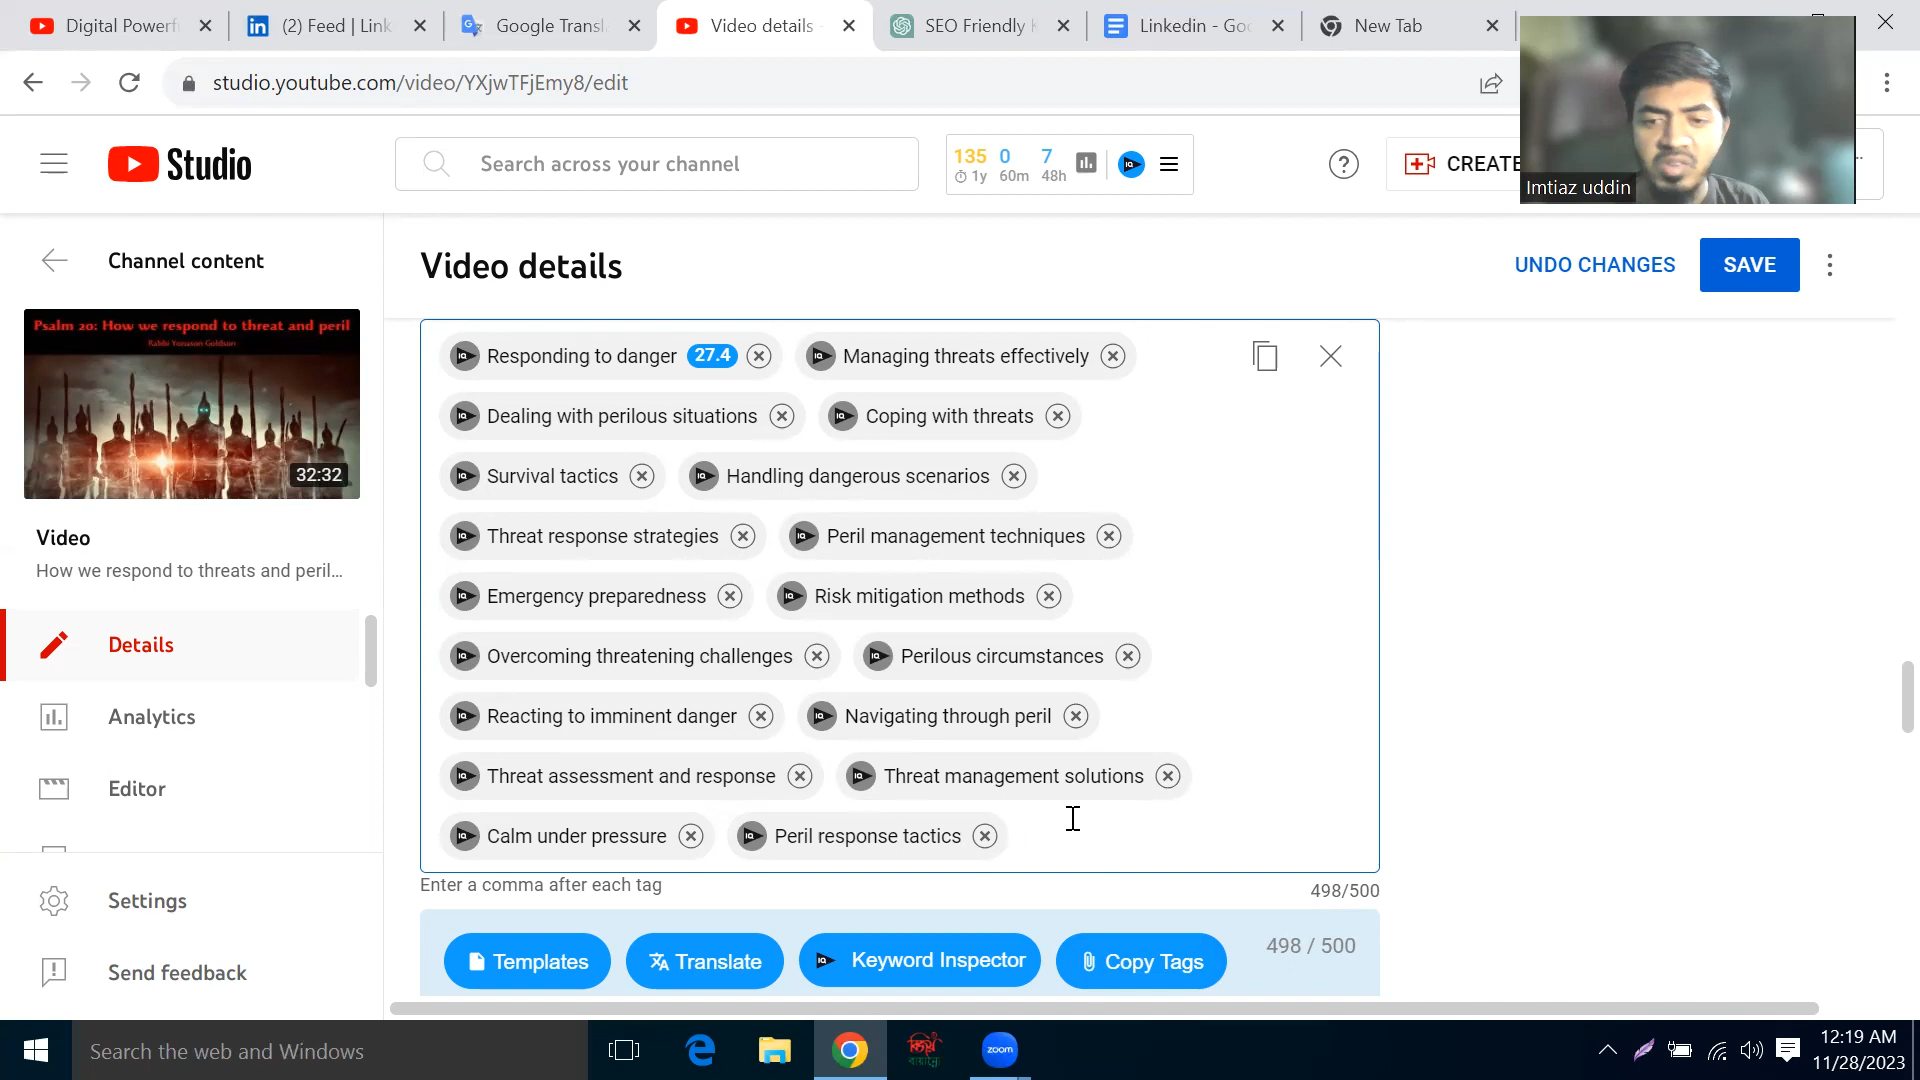 Digital Powerf
(2) Feed | Link
Google Transl
Video details -
SEO Friendly K
Linkedin - Goo
New Tab
studio.youtube.com/video/YXjwTFjEmy8/edit
Studio
Search across your channel
135 0 7
1y 60m 48h
CREATE
Imtiaz uddin
Channel content
Video details
UNDO CHANGES
SAVE
Psalm 20: How we respond to threat and peril
Rabbi Yonason Goldson
32:32
Video
How we respond to threats and peril...
Details
Analytics
Editor
Settings
Send feedback
Responding to danger 27.4
Managing threats effectively
Dealing with perilous situations
Coping with threats
Survival tactics
Handling dangerous scenarios
Threat response strategies
Peril management techniques
Emergency preparedness
Risk mitigation methods
Overcoming threatening challenges
Perilous circumstances
Reacting to imminent danger
Navigating through peril
Threat assessment and response
Threat management solutions
Calm under pressure
Peril response tactics
Enter a comma after each tag
498/500
Templates
Translate
Keyword Inspector
Copy Tags
498 / 500
Search the web and Windows
zoom
12:19 AM
11/28/2023